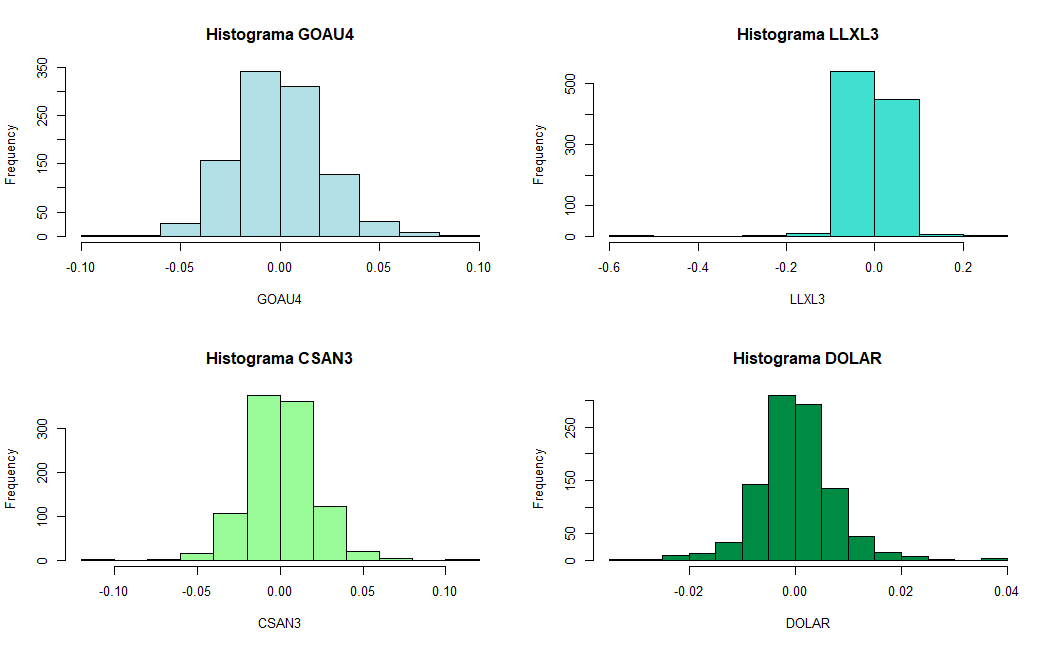 Histograma GOAU4
Frequency
350
250
150
50
0
-0.10 -0.05 0.00 0.05 0.10
GOAU4
Histograma LLXL3
Frequency
500
300
100
0
-0.6 -0.4 -0.2 0.0 0.2
LLXL3
Histograma CSAN3
Frequency
300
200
100
0
-0.10 -0.05 0.00 0.05 0.10
CSAN3
Histograma DOLAR
Frequency
250
150
50
0
-0.02 0.00 0.02 0.04
DOLAR